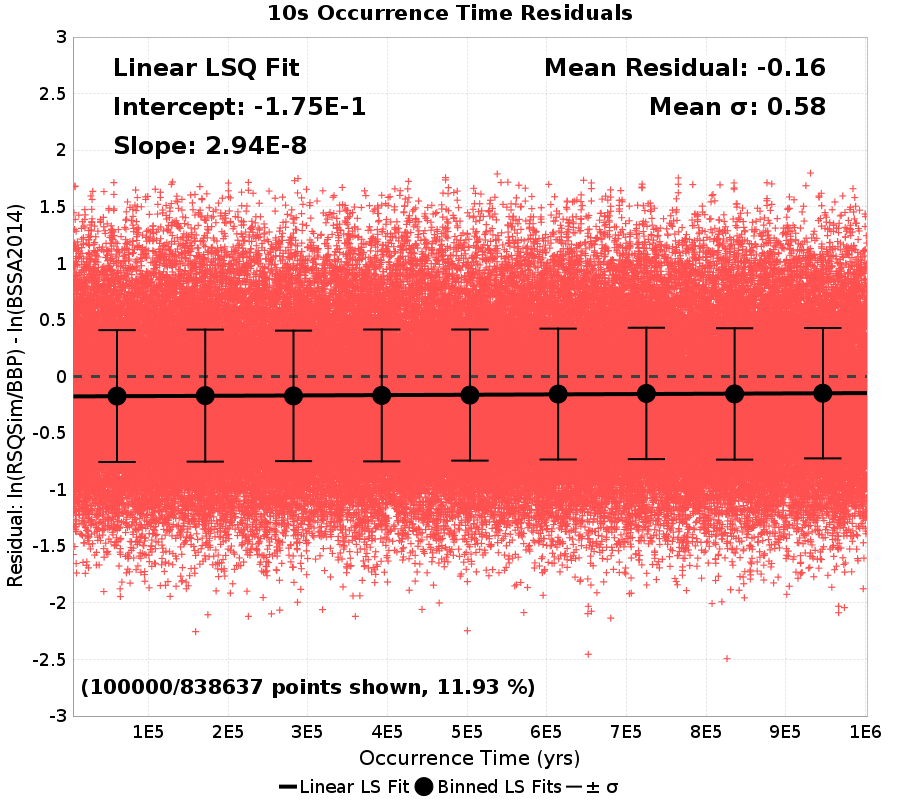 10s Occurrence Time Residuals
Linear LSQ Fit
Intercept: -1.75E-1
Slope: 2.94E-8
Mean Residual: -0.16
Mean σ: 0.58
Residual: ln(RSQSim/BBP) - ln(BSSA2014)
3
2.5
2
1.5
1
0.5
0
-0.5
-1
-1.5
-2
-2.5
-3
(100000/838637 points shown, 11.93 %)
1E5 2E5 3E5 4E5 5E5 6E5 7E5 8E5 9E5 1E6
Occurrence Time (yrs)
Linear LS Fit Binned LS Fits ± σ